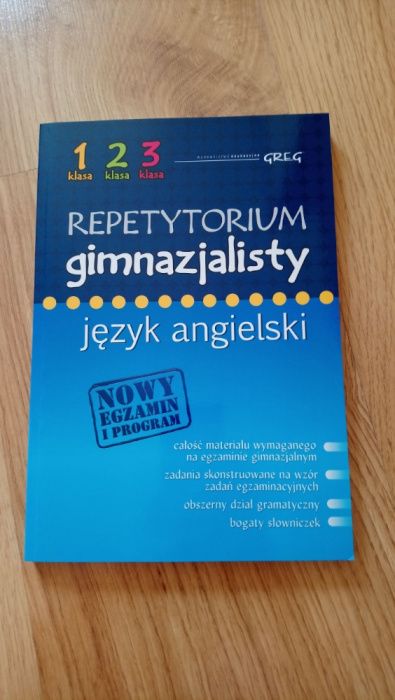 1 2 3
klasa klasa klasa
WYDAWNICTWO GREG
REPETYTORIUM
gimnazjalisty
język angielski
NOWY
EGZAMIN
I PROGRAM
całość materiału wymaganego
na egzaminie gimnazjalnym
zadania skonstruowane na wzór
zadań egzaminacyjnych
obszerny dział gramatyczny
bogaty słowniczek